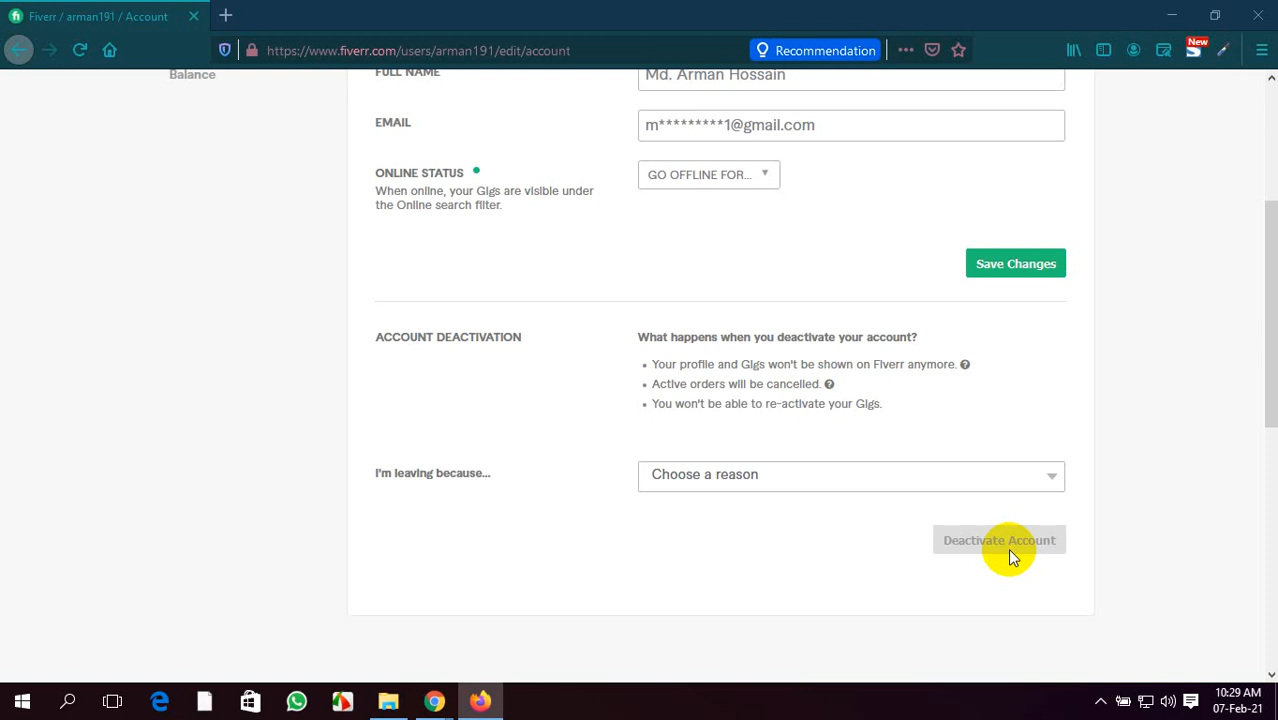 Fiverr / arman191 / Account
https://www.fiverr.com/users/arman191/edit/account
Recommendation
New
Balance
FULL NAME
Md. Arman Hossain
EMAIL
m*********1@gmail.com
ONLINE STATUS
When online, your Gigs are visible under
the Online search filter.
GO OFFLINE FOR...
Save Changes
ACCOUNT DEACTIVATION
What happens when you deactivate your account?
Your profile and Gigs won't be shown on Fiverr anymore.
Active orders will be cancelled.
You won't be able to re-activate your Gigs.
I'm leaving because...
Choose a reason
Deactivate Account
10:29 AM
07-Feb-21